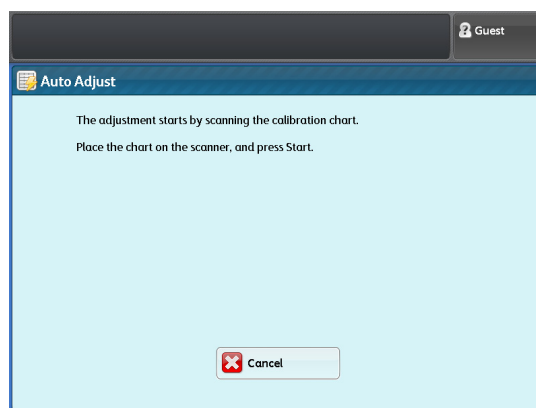 Guest
Auto Adjust
The adjustment starts by scanning the calibration chart.
Place the chart on the scanner, and press Start.
Cancel